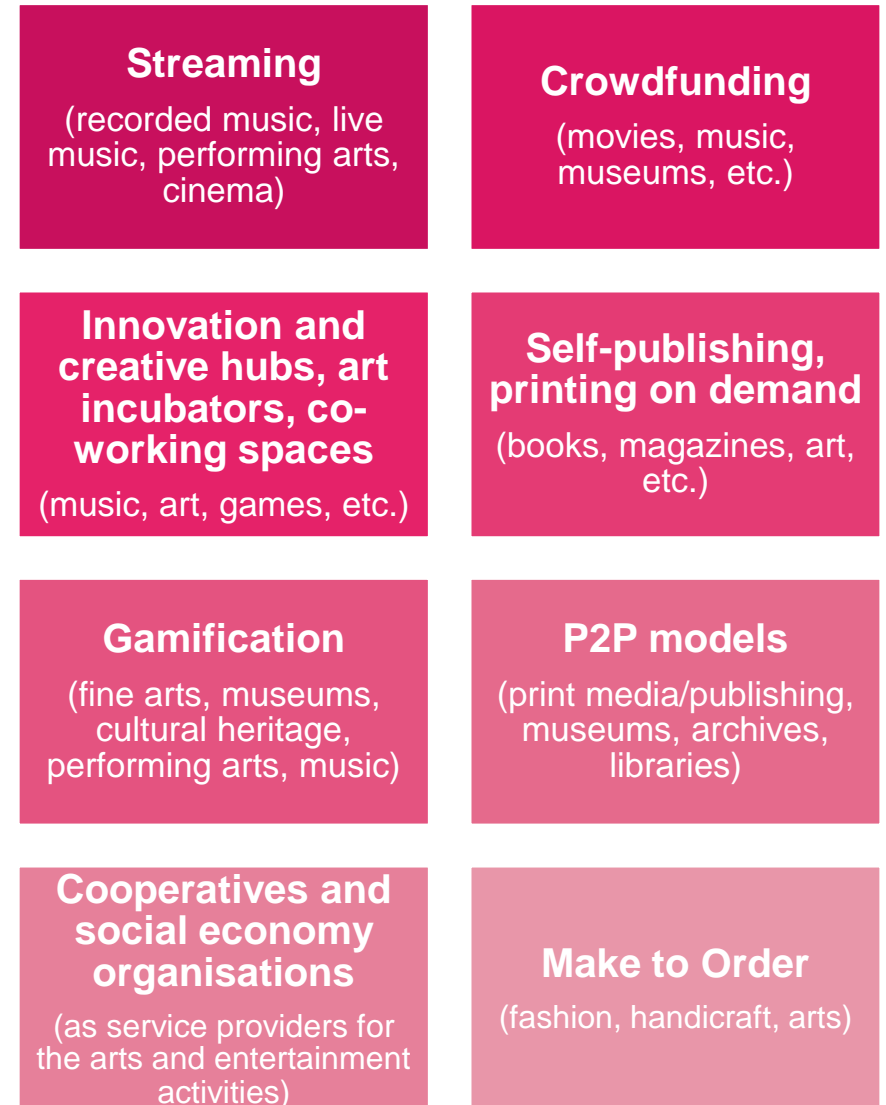 Streaming
(recorded music, live
music, performing arts,
cinema)
Crowdfunding
(movies, music,
museums, etc.)
Innovation and
creative hubs, art
incubators, co-
working spaces
(music, art, games, etc.)
Self-publishing,
printing on demand
(books, magazines, art,
etc.)
Gamification
(fine arts, museums,
cultural heritage,
performing arts, music)
P2P models
(print media/publishing,
museums, archives,
libraries)
Cooperatives and
social economy
organisations
(as service providers for
the arts and entertainment
activities)
Make to Order
(fashion, handicraft, arts)